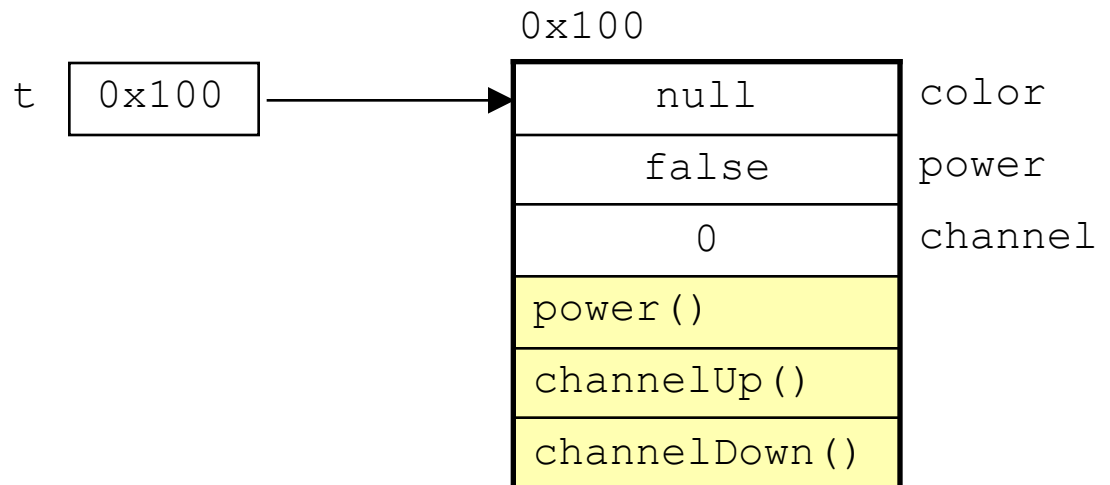 0x100
t 0x100 null color
false power
0 channel
power()
channelUp()
channelDown()